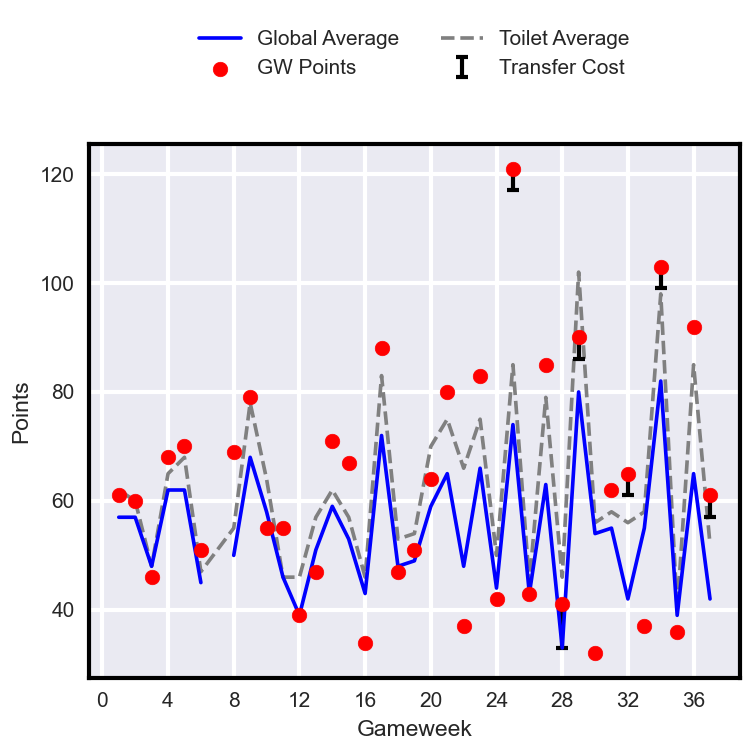 Global Average Toilet Average
GW Points Transfer Cost
120
100
80
60
40
Points
0 4 8 12 16 20 24 28 32 36
Gameweek